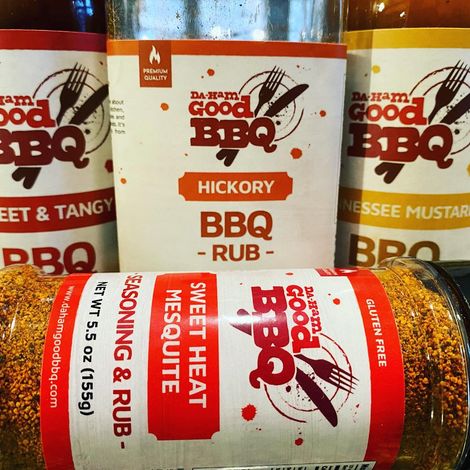 DA-HAM
GOOD
BBQ
EET & TANGY
BBQ
PREMIUM
QUALITY
DA-HAM
GOOD
BBQ
HICKORY
BBQ
- RUB -
DA-HAM
GOOD
BBQ
NESSEE MUSTAR
BBQ
GLUTEN FREE
DA-HAM
GOOD
BBQ
SWEET HEAT
MESQUITE
-SEASONING & RUB-
NET WT 5.5 oz (155g)
www.dahamgoodbbq.com